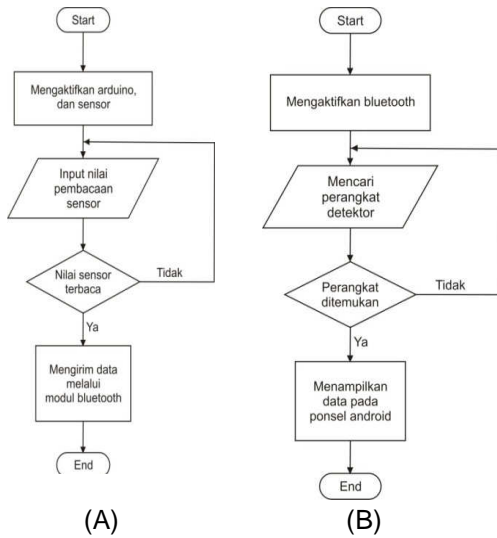 Start
Mengaktifkan arduino,
dan sensor
Input nilai
pembacaan
sensor
Nilai sensor
terbaca
Tidak
Ya
Mengirim data
melalui
modul bluetooth
End
(A)
Start
Mengaktifkan bluetooth
Mencari
perangkat
detektor
Perangkat
ditemukan
Tidak
Ya
Menampilkan
data pada
ponsel android
End
(B)